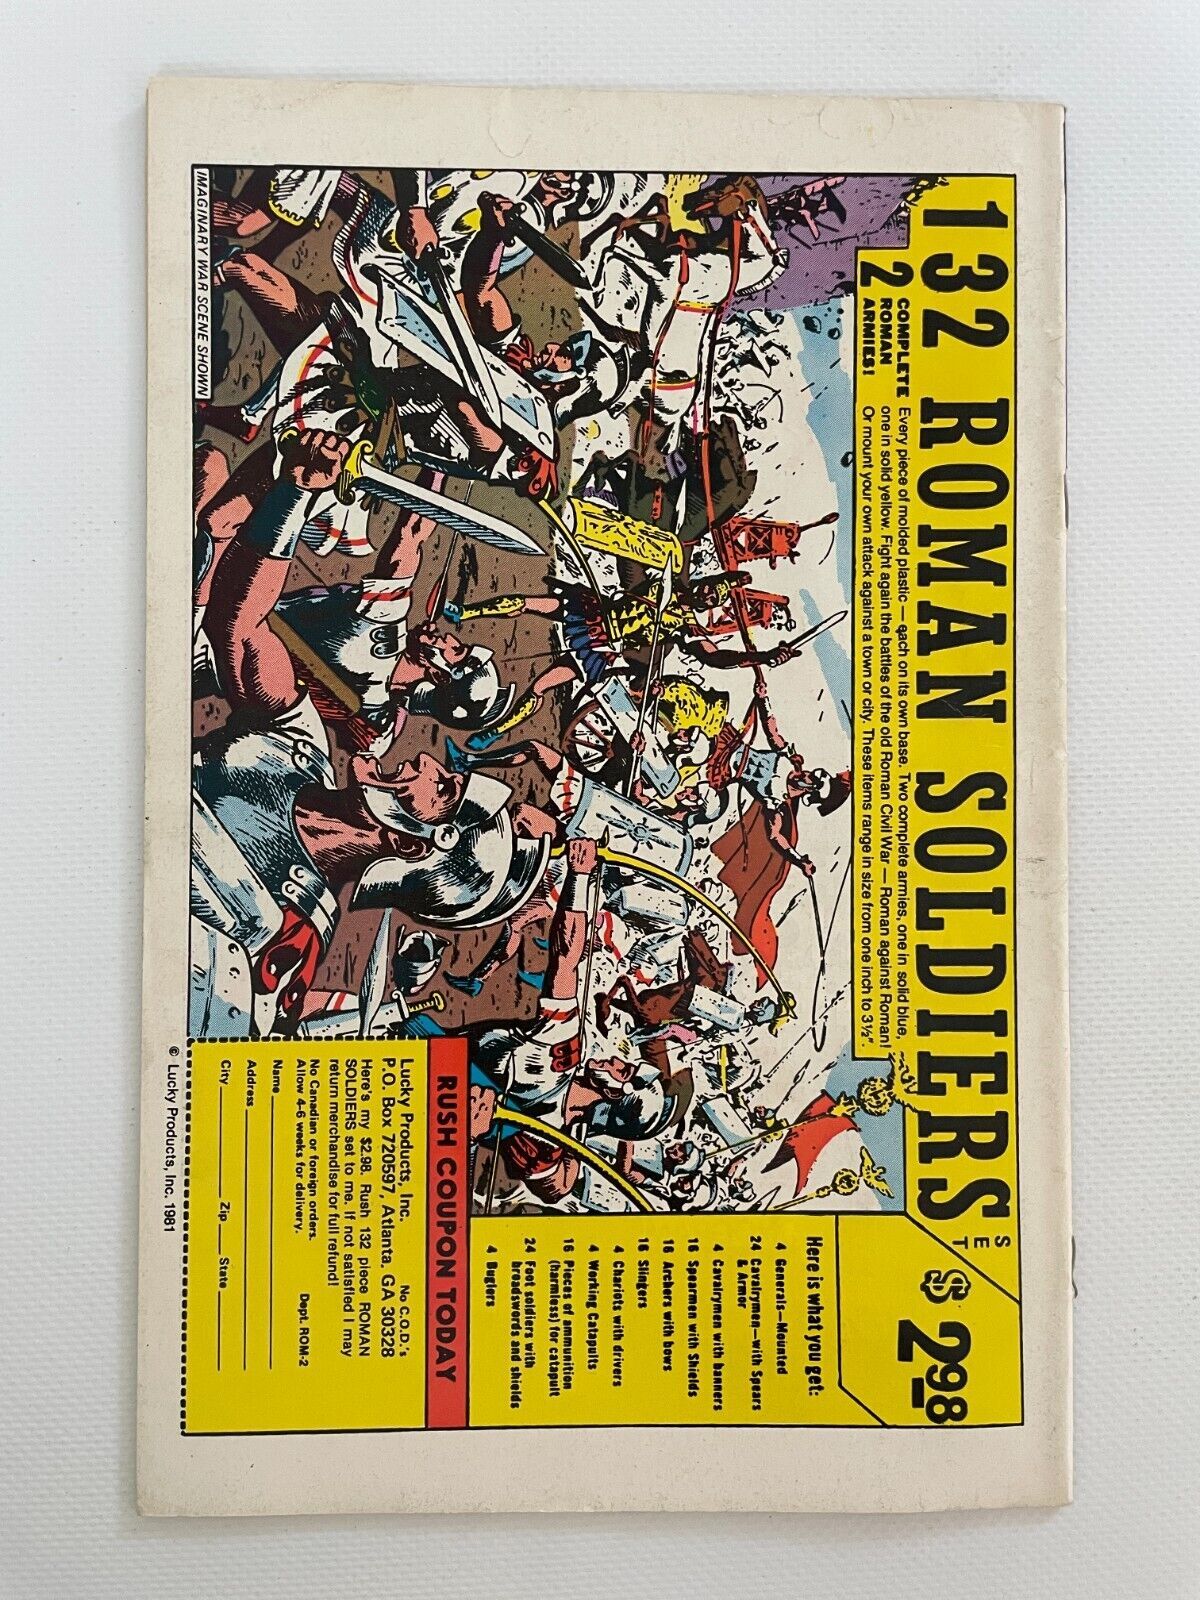 132 ROMAN SOLDIERS
SET
$2.98
2 COMPLETE
ROMAN
ARMIES!
Every piece of molded plastic — each on its own base. Two complete armies, one in solid blue,
one in solid yellow. Fight again the battles of the old Roman Civil War — Roman against Roman!
Or mount your own attack against a town or city. These items range in size from one inch to 3½".
Here is what you get:
4 Generals—Mounted
24 Cavalrymen—with Spears
& Armor
4 Cavalrymen with banners
16 Spearmen with Shields
16 Archers with bows
16 Slingers
4 Chariots with drivers
4 Working Catapults
16 Pieces of ammunition
(harmless) for catapult
24 Foot soldiers with
broadswords and shields
4 Buglers
IMAGINARY WAR SCENE SHOWN
RUSH COUPON TODAY
Lucky Products, Inc. No C.O.D.'s
P.O. Box 720597, Atlanta, GA 30328
Here's my $2.98. Rush 132 piece ROMAN
SOLDIERS set to me. If not satisfied I may
return merchandise for full refund!
No Canadian or foreign orders.
Allow 4-6 weeks for delivery. Dept. ROM-2
Name
Address
City Zip State
© Lucky Products, Inc. 1981